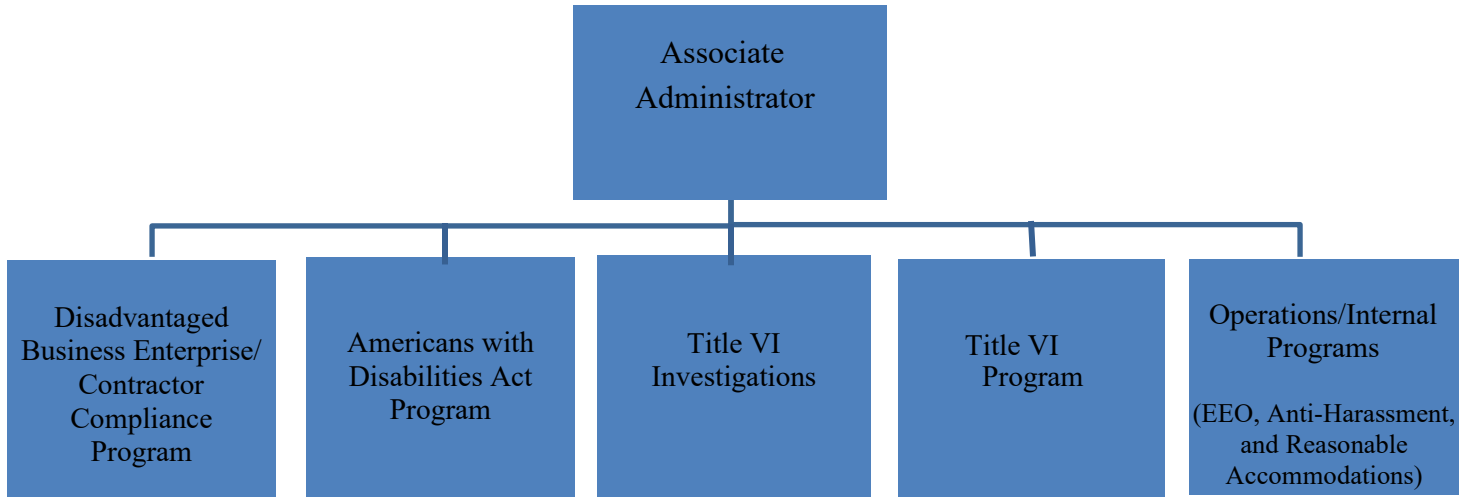 Associate
Administrator
Disadvantaged
Business Enterprise/
Contractor
Compliance
Program
Americans with
Disabilities Act
Program
Title VI
Investigations
Title VI
Program
Operations/Internal
Programs
(EEO, Anti-Harassment,
and Reasonable
Accommodations)